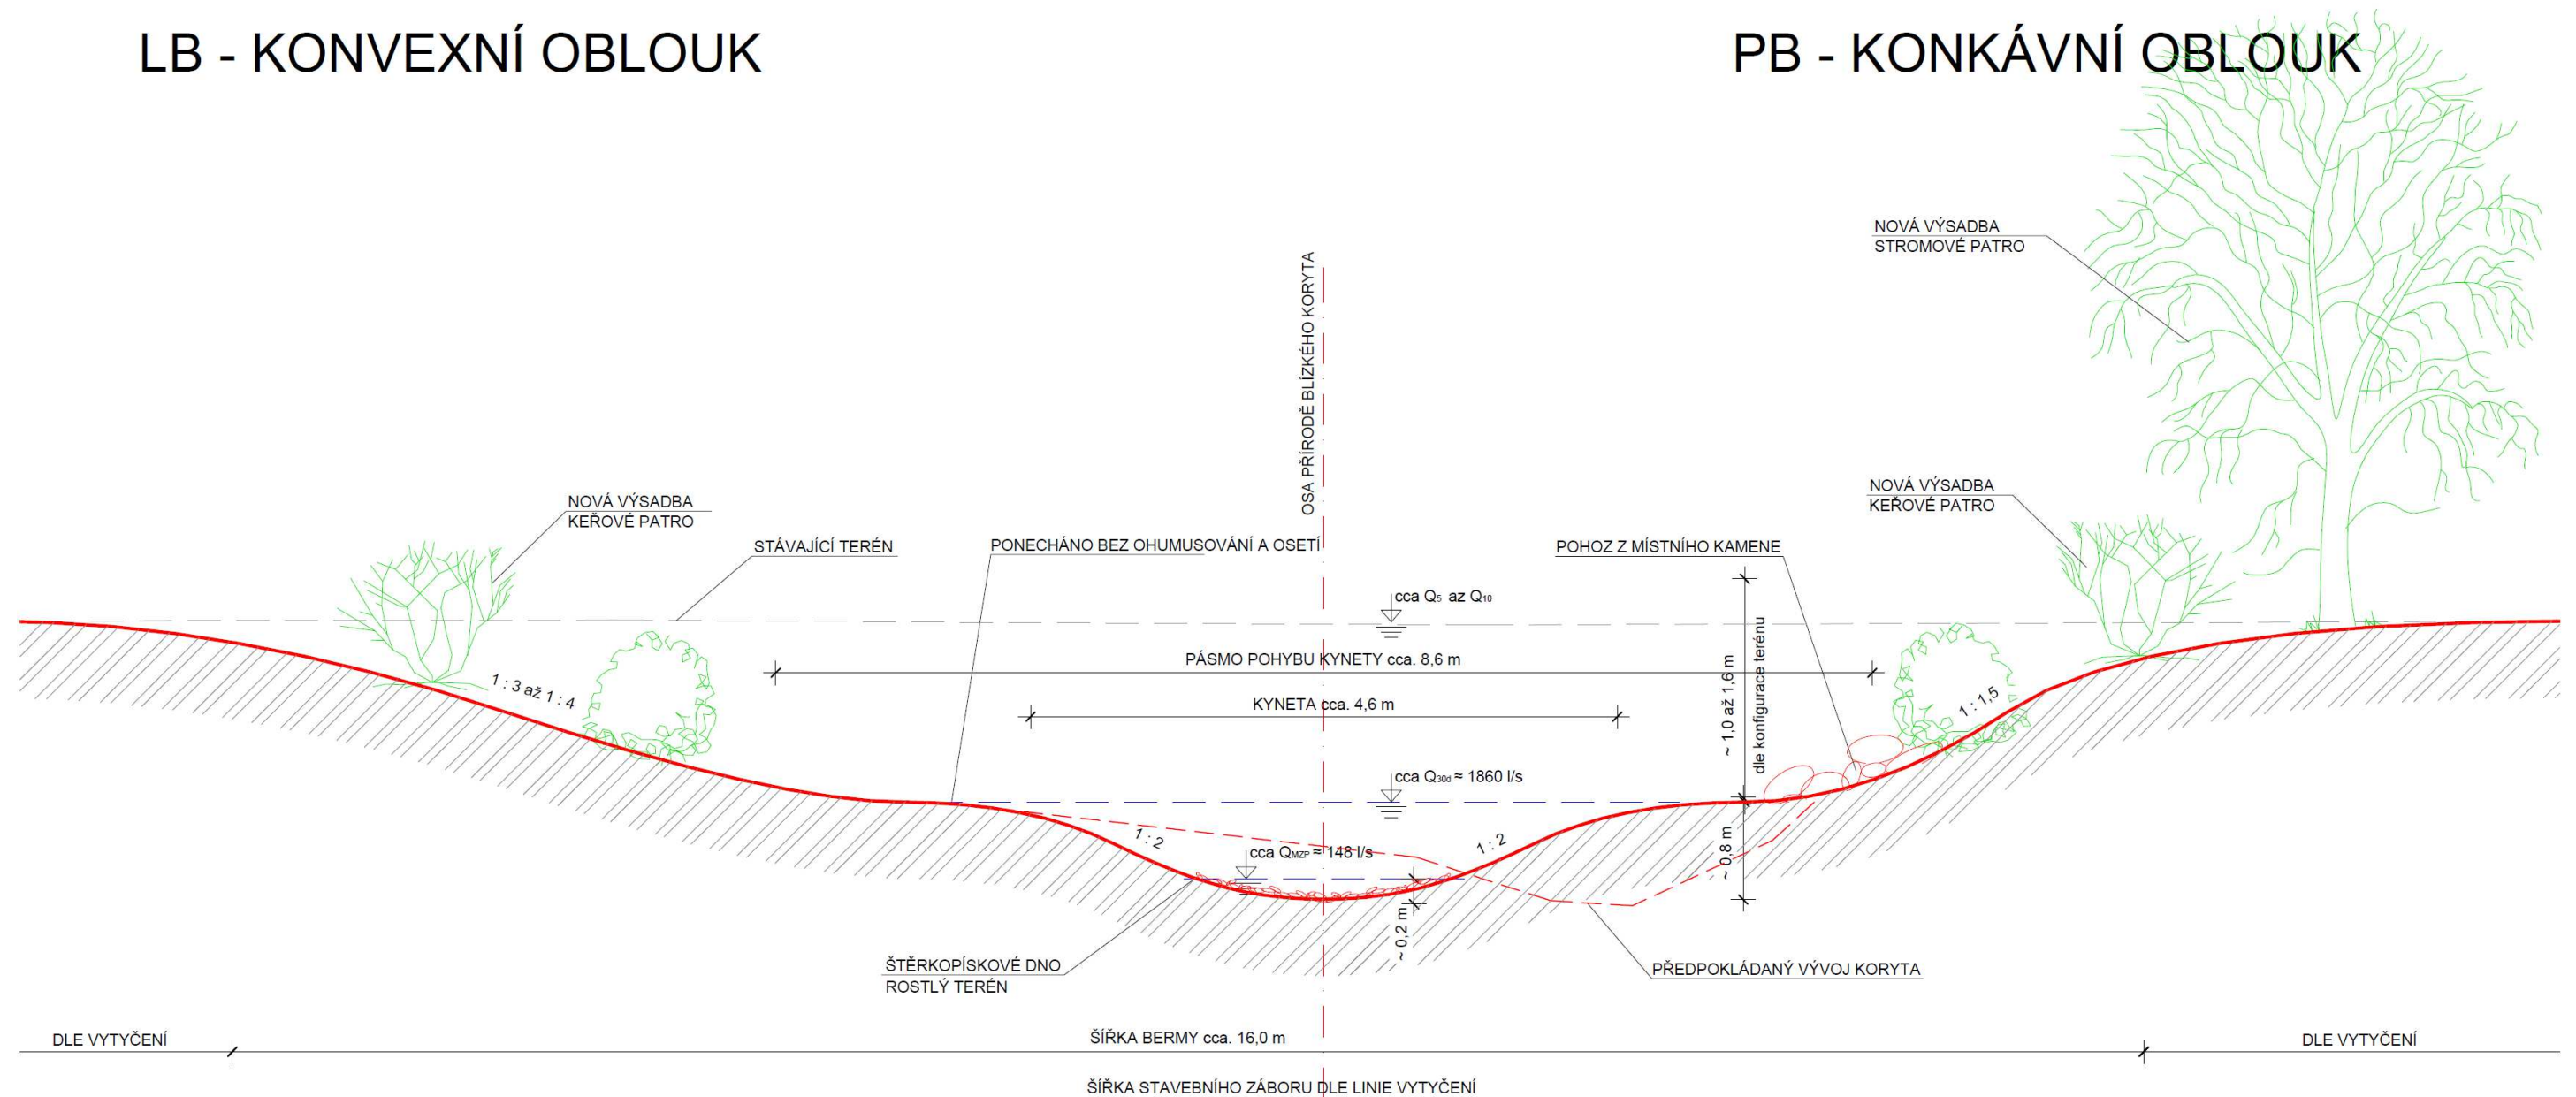 LB - KONVEXNÍ OBLOUK
PB - KONKÁVNÍ OBLOUK
NOVÁ VÝSADBA
STROMOVÉ PATRO
OSA PŘÍRODĚ BLÍZKÉHO KORYTA
NOVÁ VÝSADBA
KEŘOVÉ PATRO
NOVÁ VÝSADBA
KEŘOVÉ PATRO
STÁVAJÍCÍ TERÉN
PONECHÁNO BEZ OHUMUSOVÁNÍ A OSETÍ
POHOZ Z MÍSTNÍHO KAMENE
cca Q5 az Q10
PÁSMO POHYBU KYNETY cca. 8,6 m
1 : 3 až 1 : 4
KYNETA cca. 4,6 m
~ 1,0 až 1,6 m
dle konfigurace terénu
1 : 1,5
cca Q30d ≈ 1860 l/s
1 : 2
cca QMZP ≈ 148 l/s
1 : 2
~ 0,8 m
~ 0,2 m
ŠTĚRKOPÍSKOVÉ DNO
ROSTLÝ TERÉN
PŘEDPOKLÁDANÝ VÝVOJ KORYTA
DLE VYTYČENÍ
ŠÍŘKA BERMY cca. 16,0 m
DLE VYTYČENÍ
ŠÍŘKA STAVEBNÍHO ZÁBORU DLE LINIE VYTYČENÍ